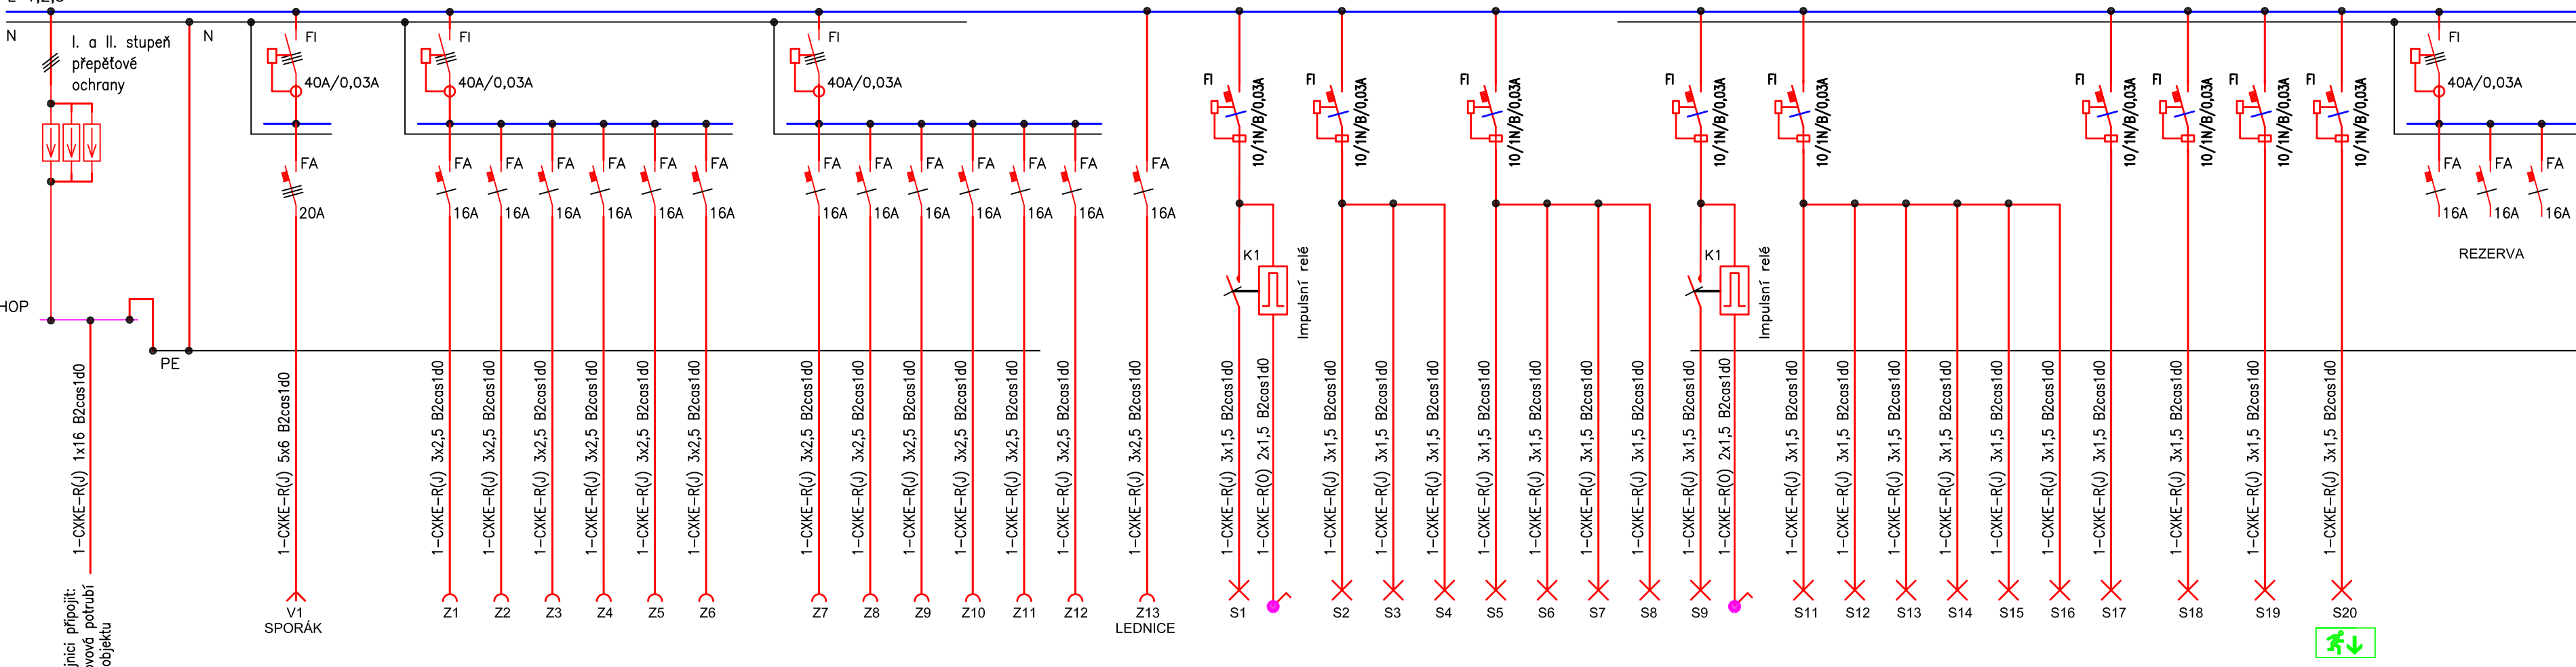 N
N
I. a II. stupeň
přepěťové
ochrany
FI
40A/0,03A
FI
40A/0,03A
FI
40A/0,03A
FI
10/1N/B/0,03A
FI
10/1N/B/0,03A
FI
10/1N/B/0,03A
FI
10/1N/B/0,03A
FI
10/1N/B/0,03A
FI
10/1N/B/0,03A
FI
10/1N/B/0,03A
FI
10/1N/B/0,03A
FI
10/1N/B/0,03A
FI
40A/0,03A
FA
20A
FA
16A
FA
16A
FA
16A
FA
16A
FA
16A
FA
16A
FA
16A
FA
16A
FA
16A
FA
16A
FA
16A
FA
16A
FA
16A
FA
16A
FA
16A
FA
16A
REZERVA
K1
Impulsní relé
K1
Impulsní relé
HOP
PE
1-CXKE-R(J) 1x16 B2cas1d0
1-CXKE-R(J) 5x6 B2cas1d0
1-CXKE-R(J) 3x2,5 B2cas1d0
1-CXKE-R(J) 3x2,5 B2cas1d0
1-CXKE-R(J) 3x2,5 B2cas1d0
1-CXKE-R(J) 3x2,5 B2cas1d0
1-CXKE-R(J) 3x2,5 B2cas1d0
1-CXKE-R(J) 3x2,5 B2cas1d0
1-CXKE-R(J) 3x2,5 B2cas1d0
1-CXKE-R(J) 3x2,5 B2cas1d0
1-CXKE-R(J) 3x2,5 B2cas1d0
1-CXKE-R(J) 3x2,5 B2cas1d0
1-CXKE-R(J) 3x2,5 B2cas1d0
1-CXKE-R(J) 3x2,5 B2cas1d0
1-CXKE-R(J) 3x2,5 B2cas1d0
1-CXKE-R(J) 3x1,5 B2cas1d0
1-CXKE-R(O) 2x1,5 B2cas1d0
1-CXKE-R(J) 3x1,5 B2cas1d0
1-CXKE-R(J) 3x1,5 B2cas1d0
1-CXKE-R(J) 3x1,5 B2cas1d0
1-CXKE-R(J) 3x1,5 B2cas1d0
1-CXKE-R(J) 3x1,5 B2cas1d0
1-CXKE-R(J) 3x1,5 B2cas1d0
1-CXKE-R(J) 3x1,5 B2cas1d0
1-CXKE-R(J) 3x1,5 B2cas1d0
1-CXKE-R(O) 2x1,5 B2cas1d0
1-CXKE-R(J) 3x1,5 B2cas1d0
1-CXKE-R(J) 3x1,5 B2cas1d0
1-CXKE-R(J) 3x1,5 B2cas1d0
1-CXKE-R(J) 3x1,5 B2cas1d0
1-CXKE-R(J) 3x1,5 B2cas1d0
1-CXKE-R(J) 3x1,5 B2cas1d0
1-CXKE-R(J) 3x1,5 B2cas1d0
1-CXKE-R(J) 3x1,5 B2cas1d0
1-CXKE-R(J) 3x1,5 B2cas1d0
1-CXKE-R(J) 3x1,5 B2cas1d0
připojit:
potrubí
objektu
V1
SPORÁK
Z1
Z2
Z3
Z4
Z5
Z6
Z7
Z8
Z9
Z10
Z11
Z12
Z13
LEDNICE
S1
S2
S3
S4
S5
S6
S7
S8
S9
S11
S12
S13
S14
S15
S16
S17
S18
S19
S20